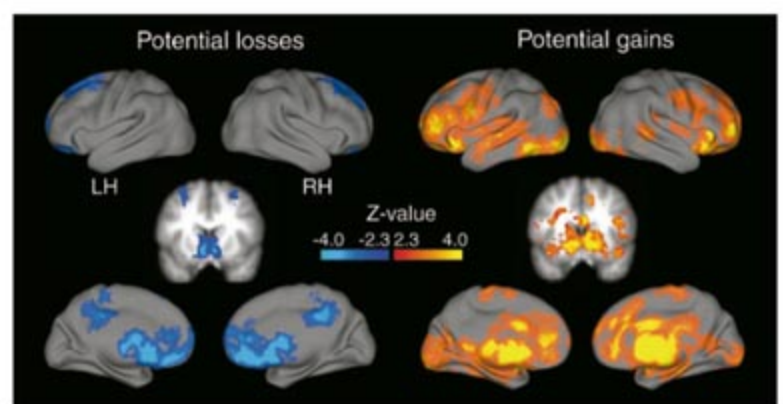 Potential losses
Potential gains
LH
RH
Z-value
-4.0 -2.3 2.3 4.0